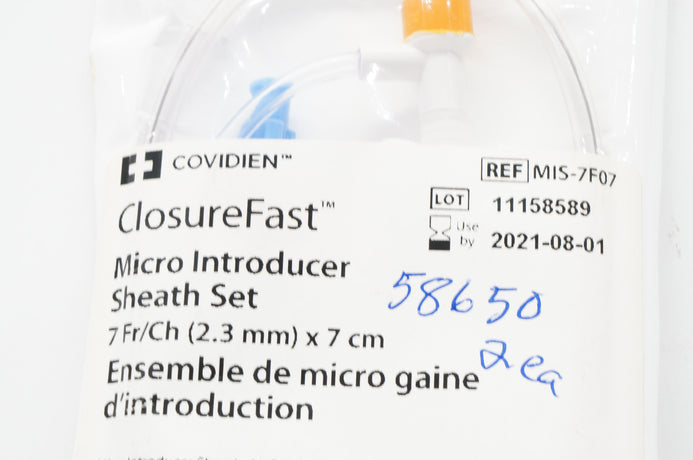 COVIDIEN™
REF MIS-7F07
ClosureFast™
LOT 11158589
Use by 2021-08-01
Micro Introducer
Sheath Set
7 Fr/Ch (2.3 mm) x 7 cm
58650
2 ea
Ensemble de micro gaine
d'introduction